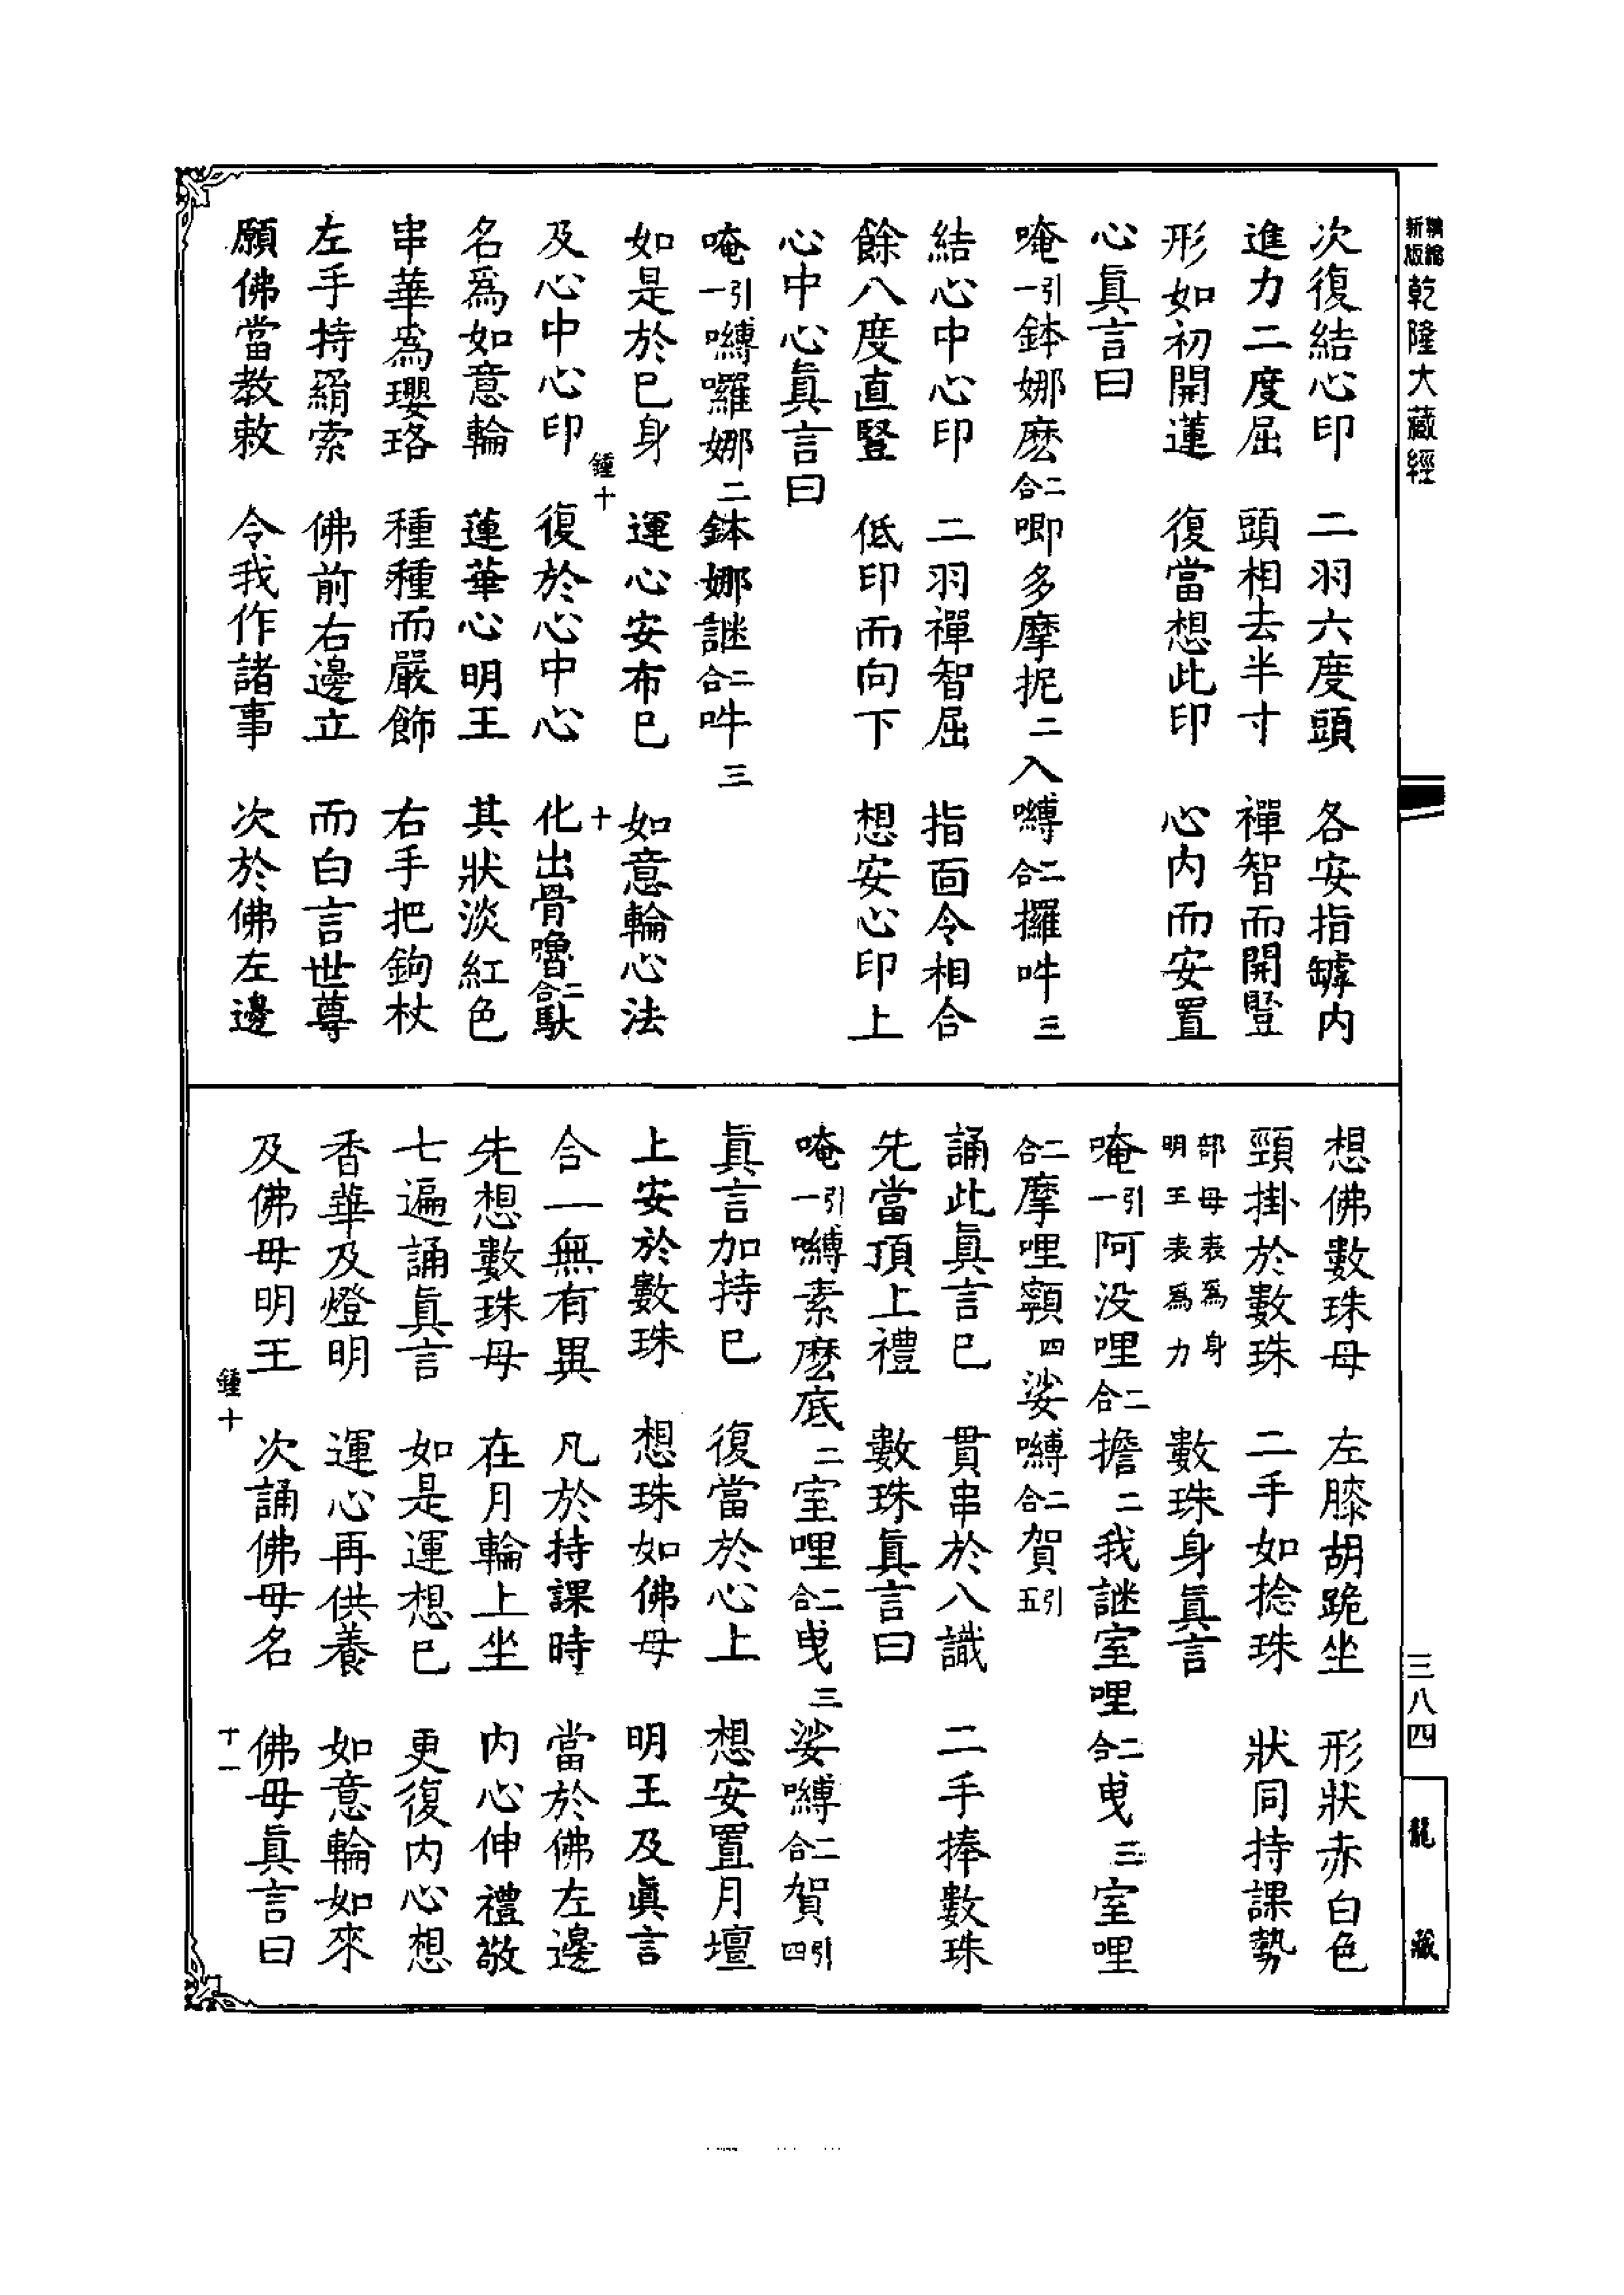 新版精縮乾隆大藏經
次復結心印　二羽六度頭　各安指罅內
進力二度屈　頭相去半寸　禪智而開豎
形如初開蓮　復當想此印　心內而安置
心眞言曰
唵引一鉢娜麽二合唧多摩抳二入嚩二合攞吽三
結心中心印　二羽禪智屈　指面令相合
餘八度直豎　低印而向下　想安心印上
心中心眞言曰
唵引一嚩囉娜二鉢娜謎二合吽三
如是於巳身　運心安布巳　如意輪心法
鍾十　十
及心中心印　復於心中心　化出骨嚕二合馱
名爲如意輪　蓮華心明王　其狀淡紅色
串華爲瓔珞　種種而嚴飾　右手把鉤杖
左手持羂索　佛前右邊立　而白言世尊
願佛當教敕　令我作諸事　次於佛左邊
想佛數珠母　左膝胡跪坐　形狀赤白色
頸掛於數珠　二手如捻珠　狀同持課勢
部母表爲身明王表爲力　數珠身眞言
唵引一阿没哩二合擔二我謎室哩二合曳三室哩
二合摩哩顐四娑嚩二合賀引五
誦此眞言巳　貫串於八識　二手捧數珠
先當頂上禮　數珠眞言曰
唵引一嚩素麽底二室哩二合曳三娑嚩二合賀引四
眞言加持巳　復當於心上　想安置月壇
上安於數珠　想珠如佛母　明王及眞言
合一無有異　凡於持課時　當於佛左邊
先想數珠母　在月輪上坐　內心伸禮敬
七遍誦眞言　如是運想巳　更復內心想
香華及燈明　運心再供養　如意輪如來
及佛母明王　次誦佛母名　佛母眞言曰
鍾十　十一
三八四
龍藏